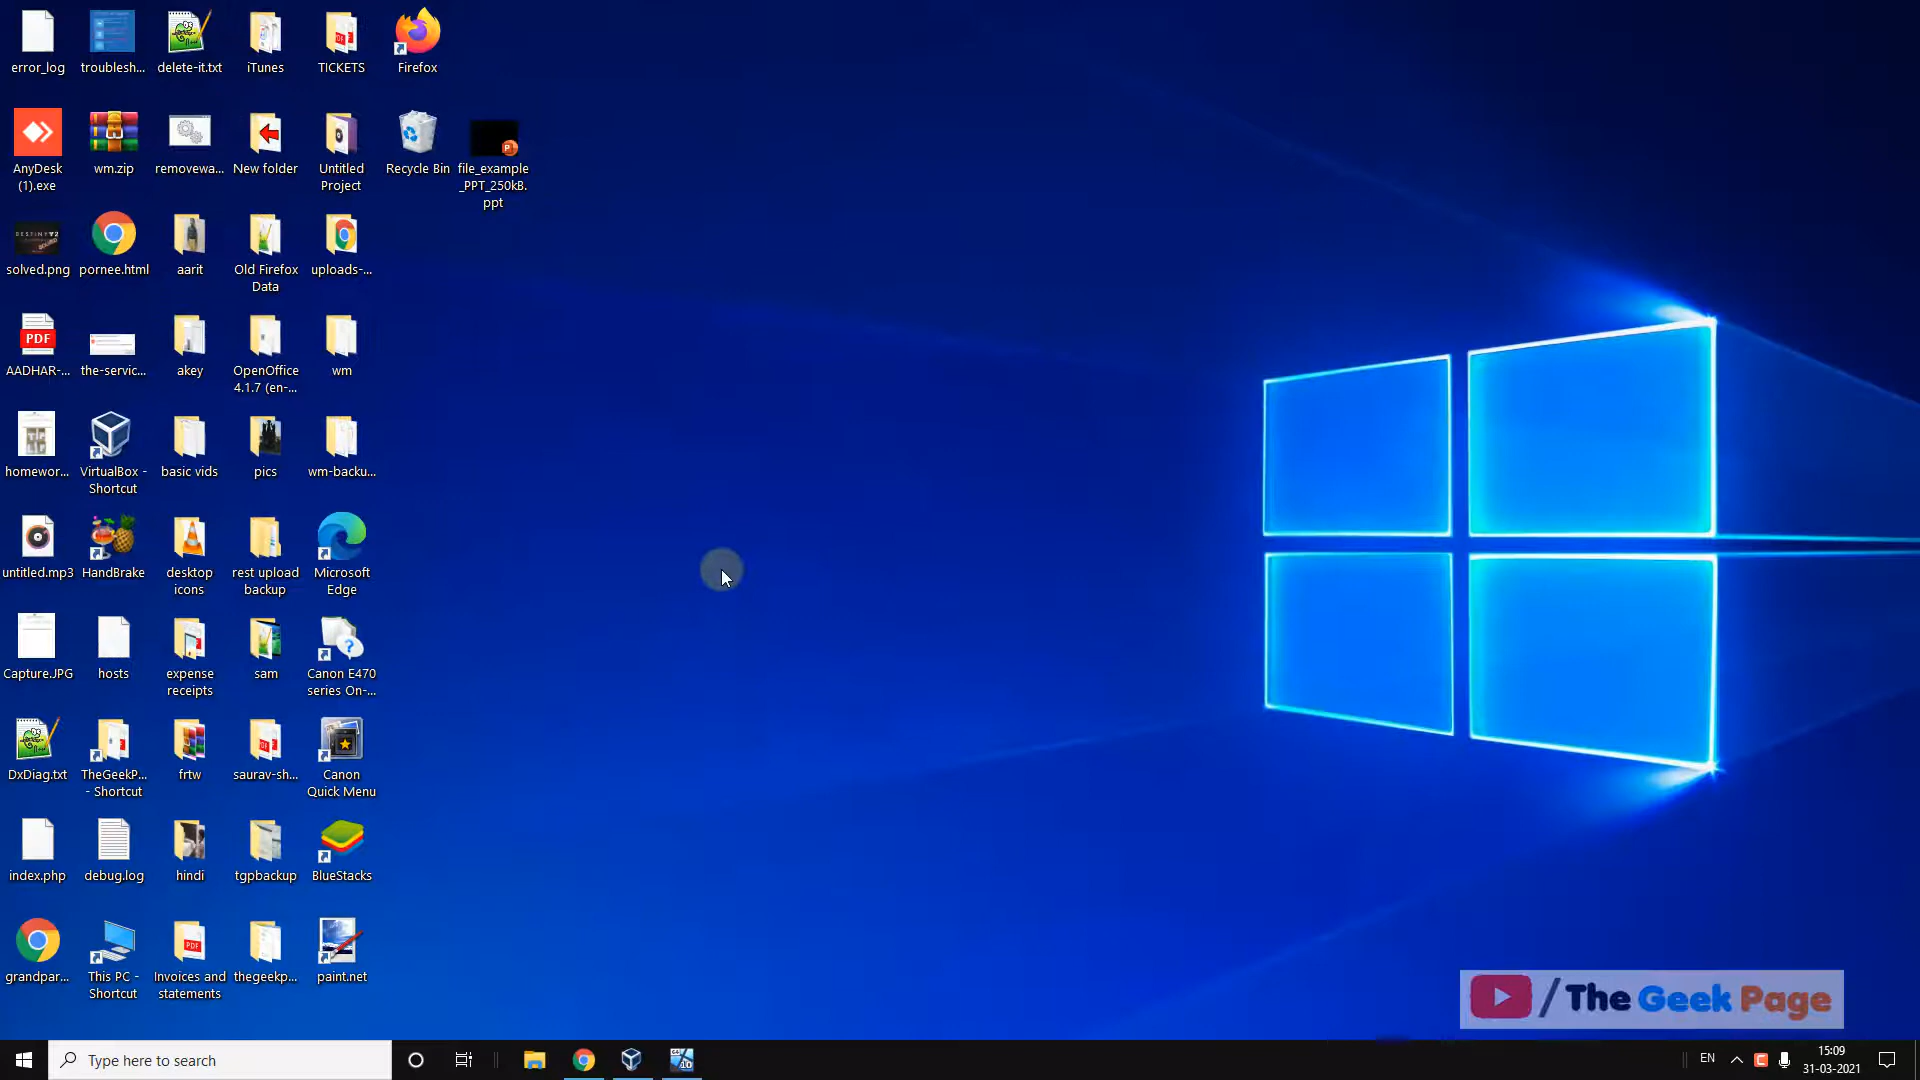 error_log
troublesh...
delete-it.txt
iTunes
TICKETS
Firefox
AnyDesk
(1).exe
wm.zip
removewa...
New folder
Untitled
Project
Recycle Bin
file_example
_PPT_250kB.
ppt
solved.png
pornee.html
aarit
Old Firefox
Data
uploads-...
PDF
AADHAR-...
the-servic...
akey
OpenOffice
4.1.7 (en-...
wm
homewor...
VirtualBox -
Shortcut
basic vids
pics
wm-backu...
untitled.mp3
HandBrake
desktop
icons
rest upload
backup
Microsoft
Edge
Capture.JPG
hosts
expense
receipts
sam
Canon E470
series On-...
DxDiag.txt
TheGeekP...
- Shortcut
frtw
saurav-sh...
Canon
Quick Menu
index.php
debug.log
hindi
tgpbackup
BlueStacks
grandpar...
This PC -
Shortcut
Invoices and
statements
thegeekp...
paint.net
/ The Geek Page
Type here to search
EN
15:09
31-03-2021